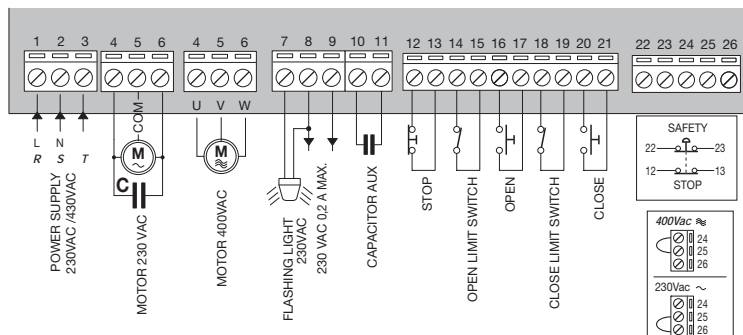 1 2 3 4 5 6 4 5 6 7 8 9 10 11 12 13 14 15 16 17 18 19 20 21 22 23 24 25 26
COM
U V W
L N
R S T
M
C
M
POWER SUPPLY
230VAC /430VAC
MOTOR 230 VAC
MOTOR 400VAC
FLASHING LIGHT
230VAC
230 VAC 0,2 A MAX.
CAPACITOR AUX
STOP
OPEN LIMIT SWITCH
OPEN
CLOSE LIMIT SWITCH
CLOSE
SAFETY
22 23
12 13
STOP
400Vac
24
25
26
230Vac
24
25
26